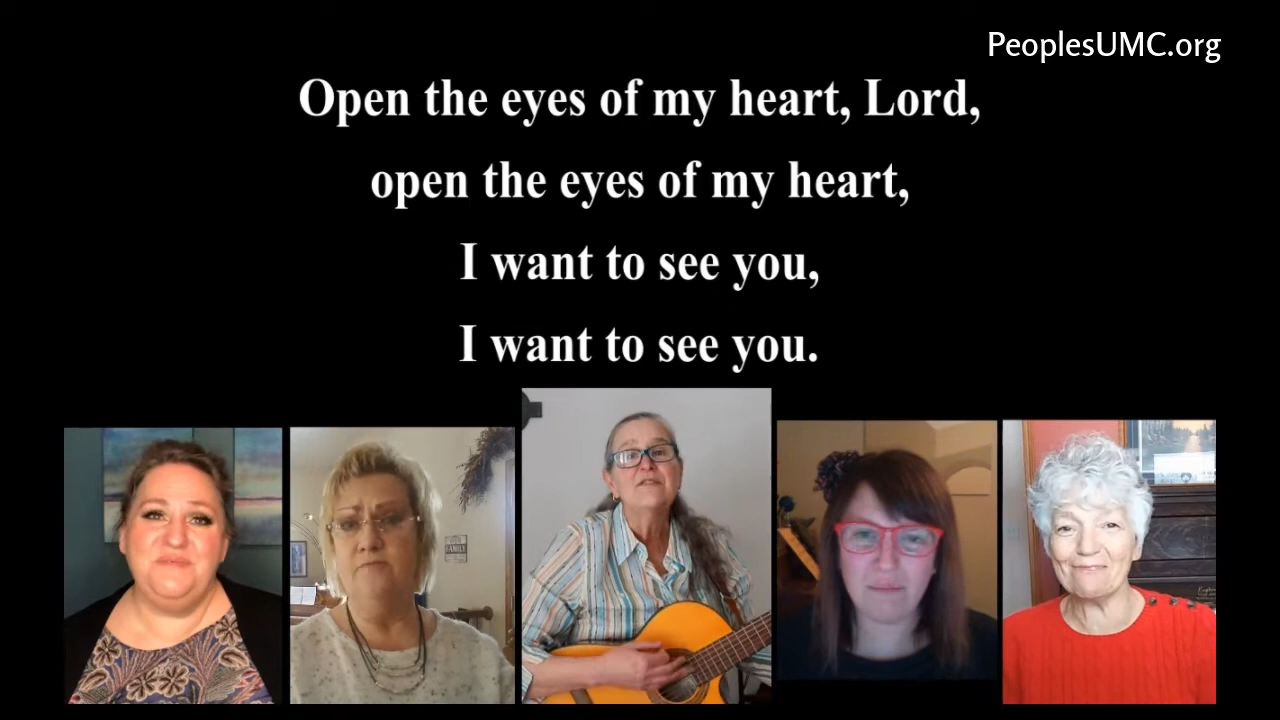 PeoplesUMC.org
Open the eyes of my heart, Lord,
open the eyes of my heart,
I want to see you,
I want to see you.
FAMILY